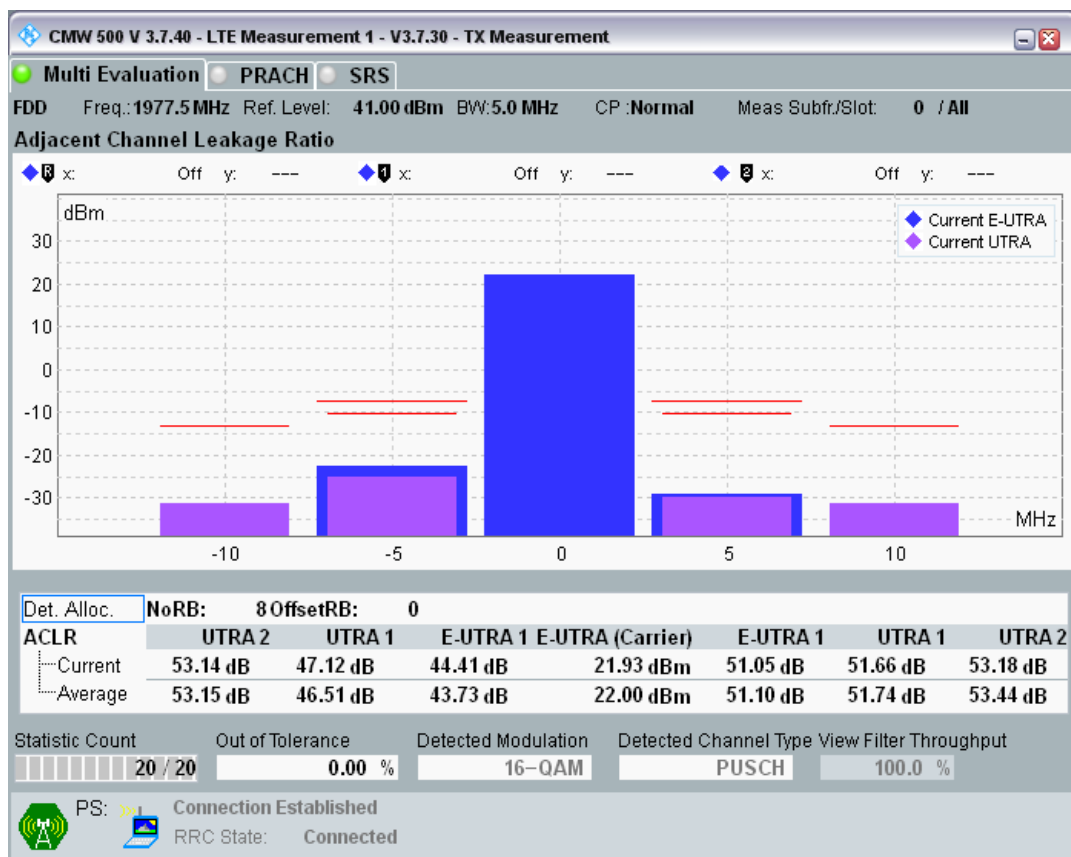 CMW 500 V 3.7.40 - LTE Measurement 1 - V3.7.30 - TX Measurement
Multi Evaluation PRACH SRS
FDD Freq.: 1977.5 MHz Ref. Level: 41.00 dBm BW: 5.0 MHz CP : Normal Meas Subfr./Slot: 0 / All
Adjacent Channel Leakage Ratio
R x: Off y: --- 1 x: Off y: --- 2 x: Off y: ---
dBm
Current E-UTRA
Current UTRA
30
20
10
0
-10
-20
-30
MHz
-10 -5 0 5 10
Det. Alloc. NoRB: 8 OffsetRB: 0
ACLR UTRA 2 UTRA 1 E-UTRA 1 E-UTRA (Carrier) E-UTRA 1 UTRA 1 UTRA 2
Current 53.14 dB 47.12 dB 44.41 dB 21.93 dBm 51.05 dB 51.66 dB 53.18 dB
Average 53.15 dB 46.51 dB 43.73 dB 22.00 dBm 51.10 dB 51.74 dB 53.44 dB
Statistic Count Out of Tolerance Detected Modulation Detected Channel Type View Filter Throughput
20 / 20 0.00 % 16-QAM PUSCH 100.0 %
PS: Connection Established
RRC State: Connected